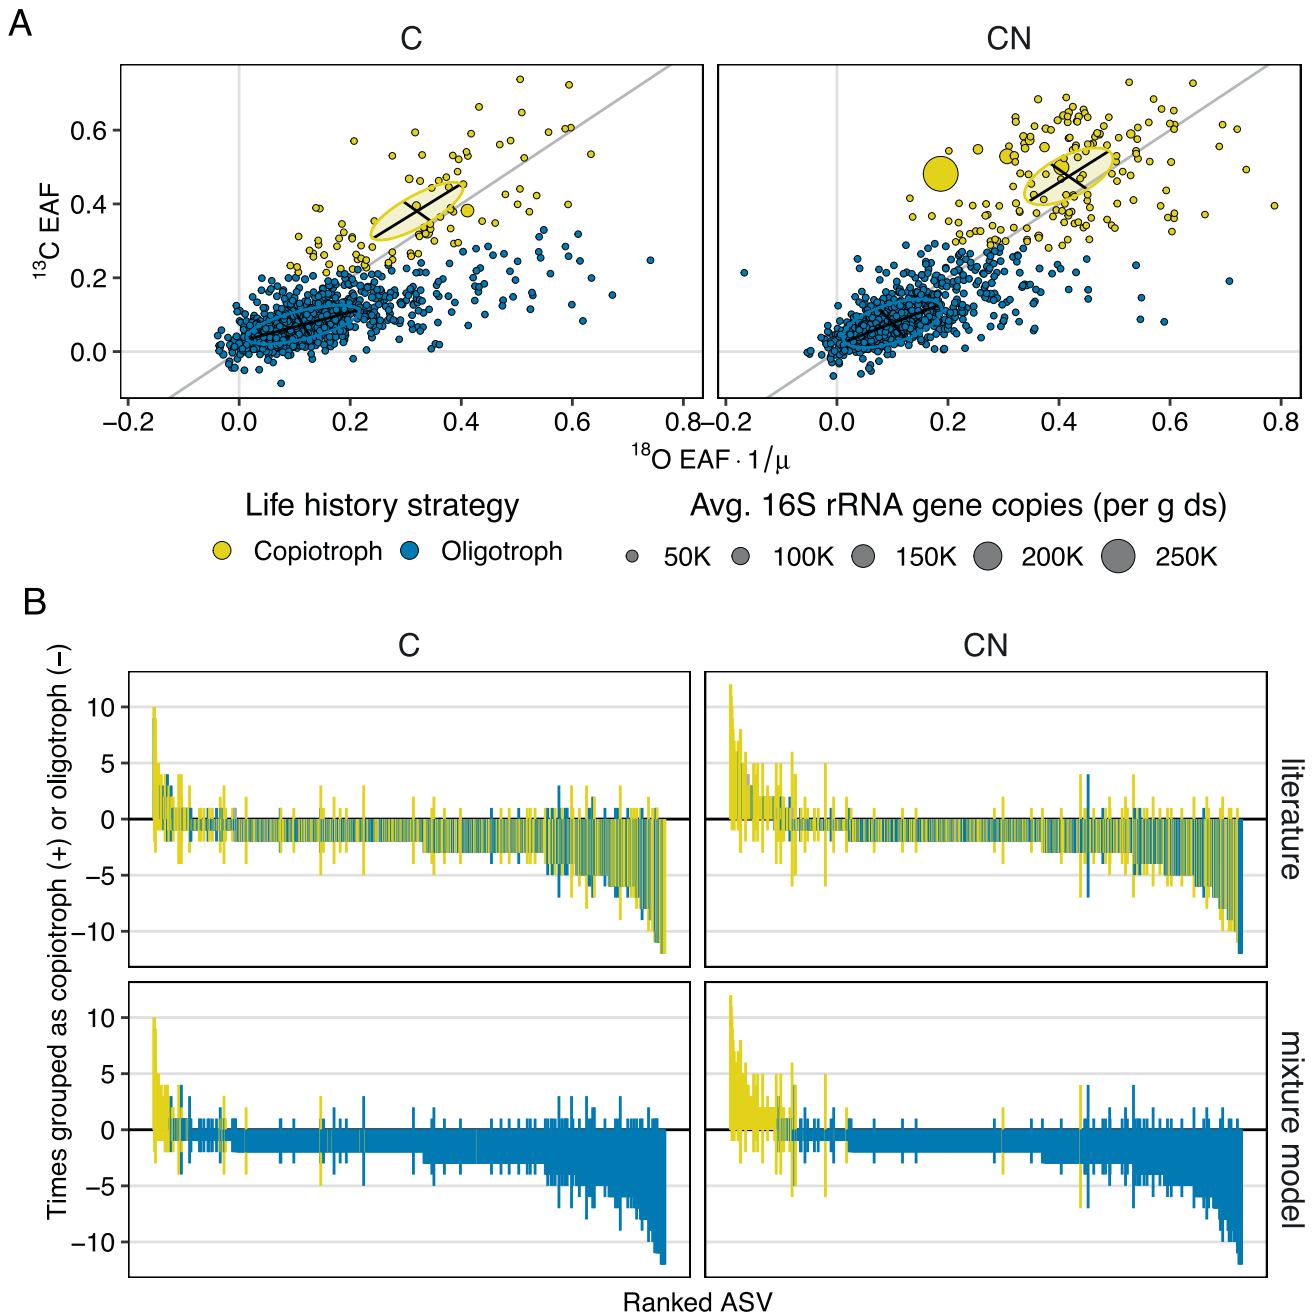 A
C
CN
¹³C EAF
0.6
0.4
0.2
0.0
−0.2 0.0 0.2 0.4 0.6 0.8
−0.2 0.0 0.2 0.4 0.6 0.8
¹⁸O EAF · 1/μ
Life history strategy
Copiotroph Oligotroph
Avg. 16S rRNA gene copies (per g ds)
50K 100K 150K 200K 250K
B
C
CN
Times grouped as copiotroph (+) or oligotroph (−)
10
5
0
−5
−10
literature
10
5
0
−5
−10
mixture model
Ranked ASV